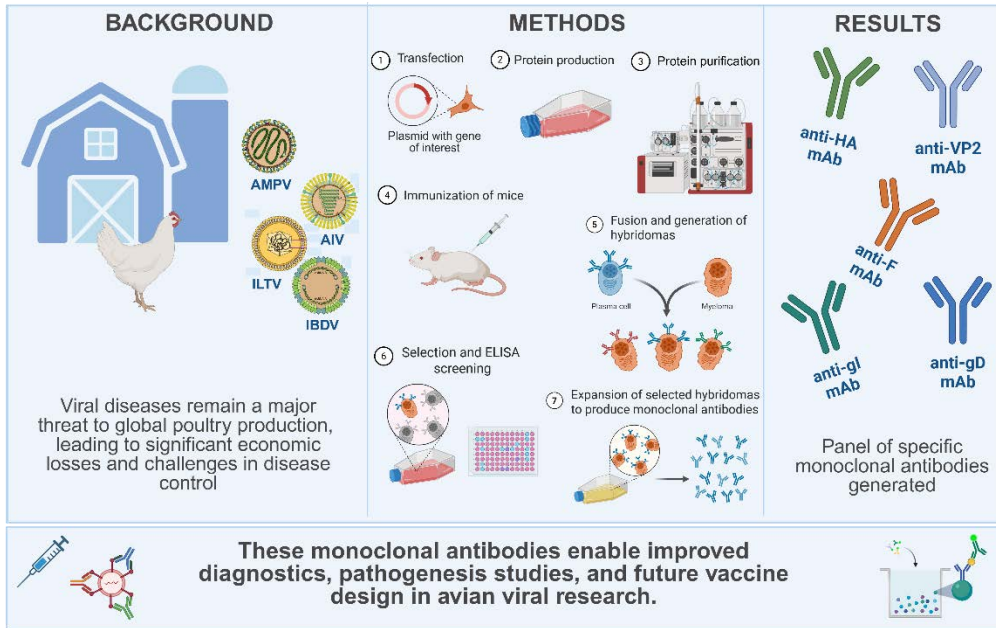 BACKGROUND
AMPV
AIV
ILTV
IBDV
Viral diseases remain a major
threat to global poultry production,
leading to significant economic
losses and challenges in disease
control
METHODS
1 Transfection
Plasmid with gene
of interest
2 Protein production
3 Protein purification
4 Immunization of mice
5 Fusion and generation of
hybridomas
Plasma cell
Myeloma
6 Selection and ELISA
screening
7 Expansion of selected hybridomas
to produce monoclonal antibodies
RESULTS
anti-HA
mAb
anti-VP2
mAb
anti-F
mAb
anti-gI
mAb
anti-gD
mAb
Panel of specific
monoclonal antibodies
generated
These monoclonal antibodies enable improved
diagnostics, pathogenesis studies, and future vaccine
design in avian viral research.